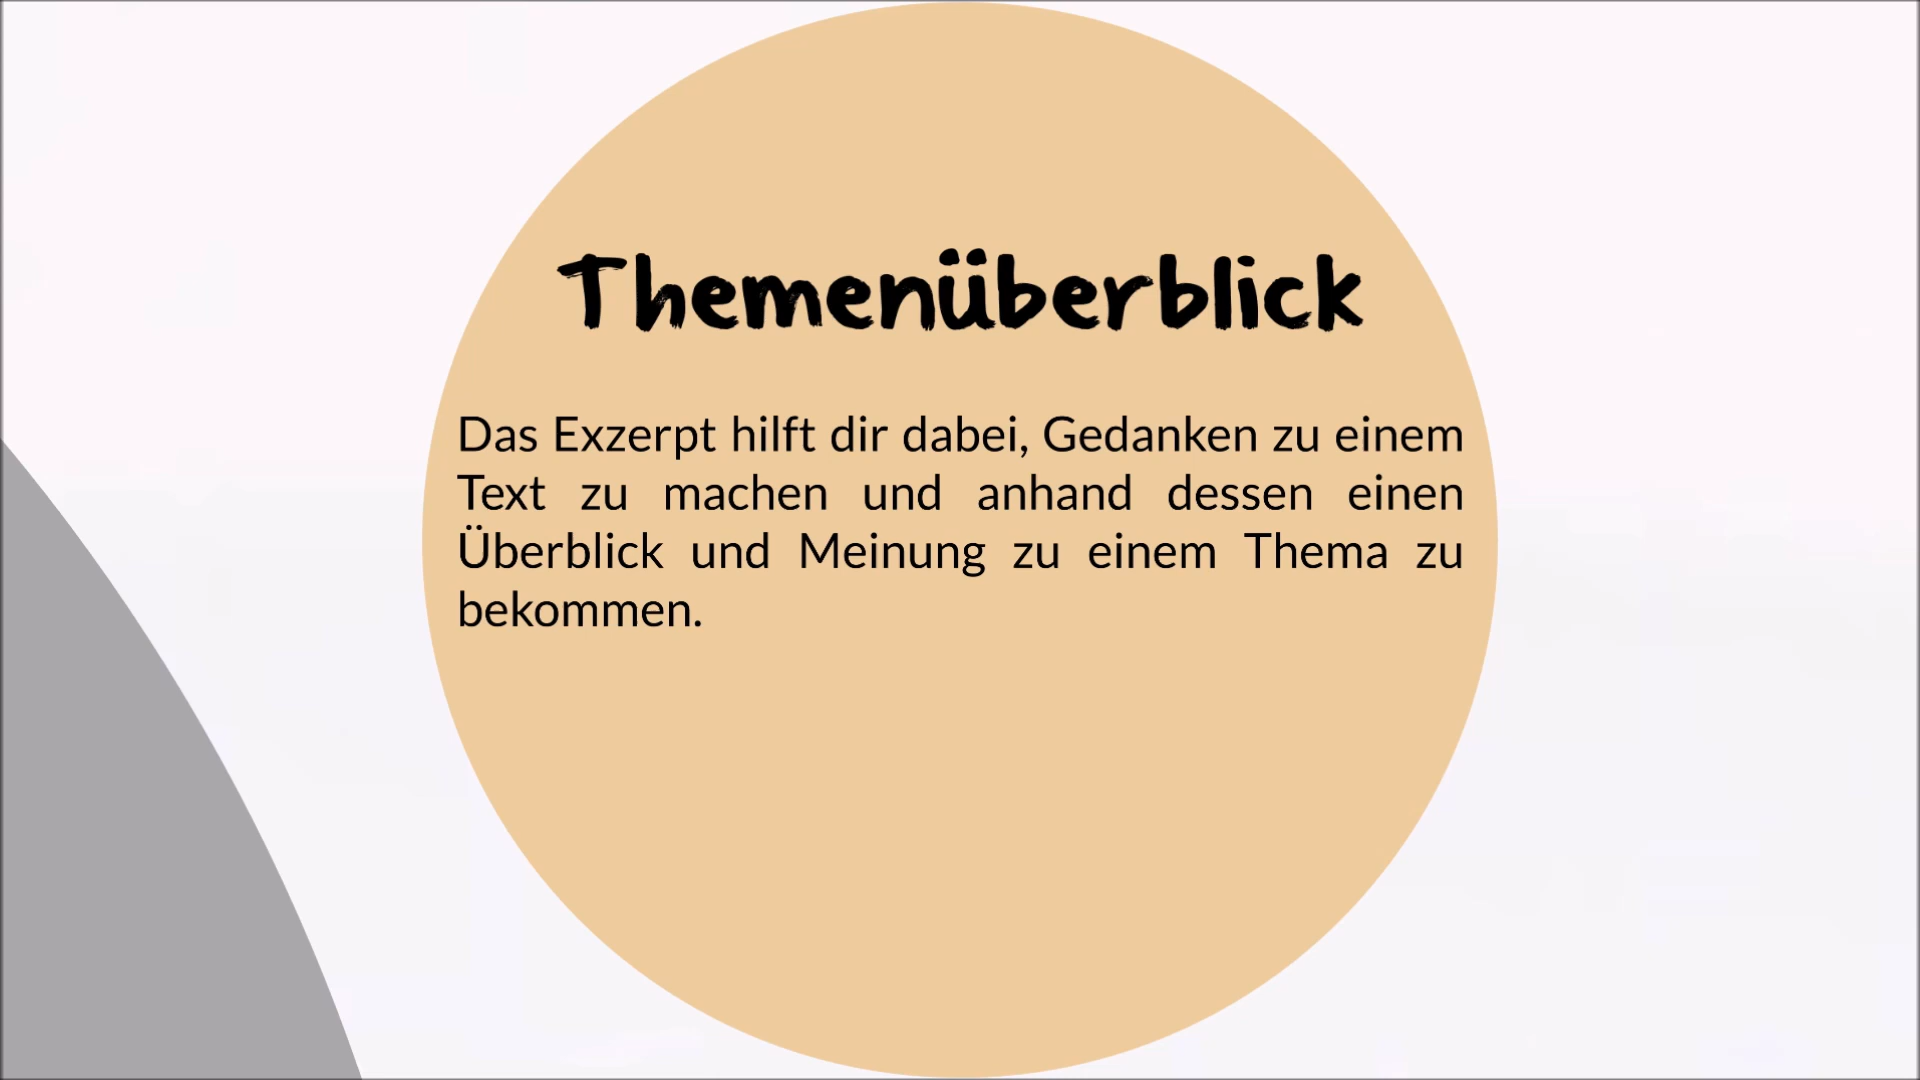 Themenüberblick
Das Exzerpt hilft dir dabei, Gedanken zu einem
Text zu machen und anhand dessen einen
Überblick und Meinung zu einem Thema zu
bekommen.